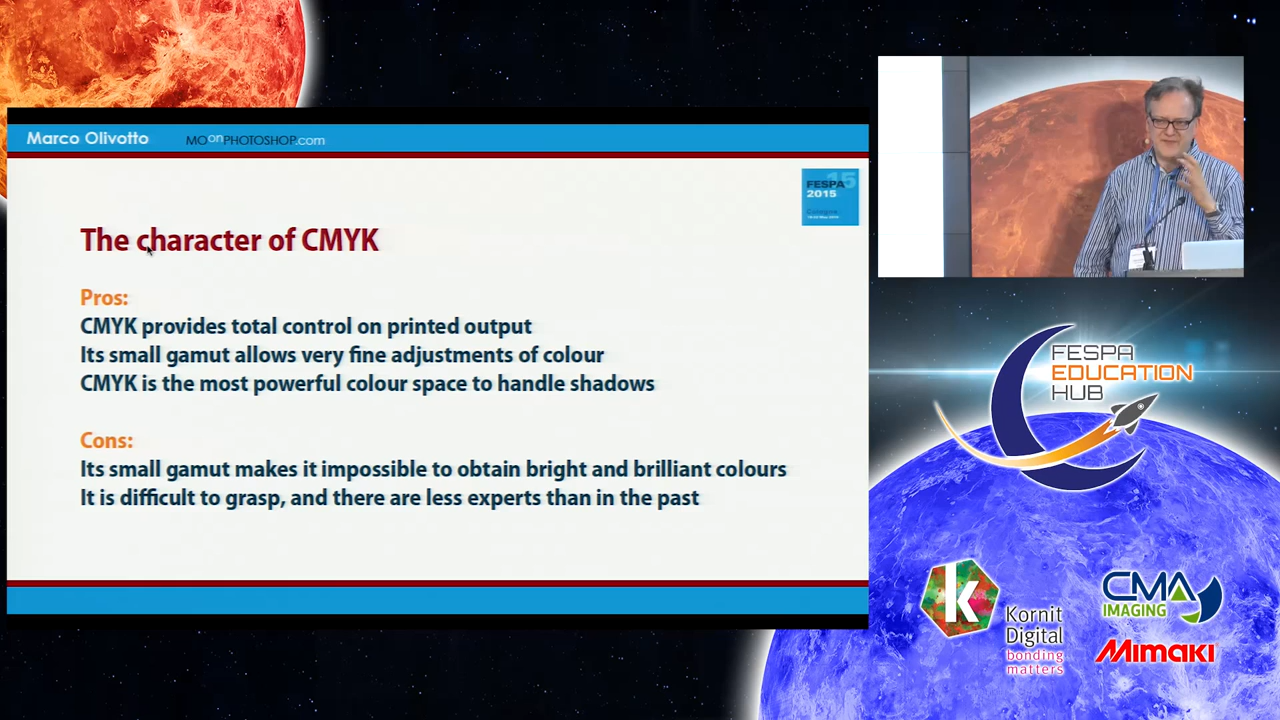 Marco Olivotto
MOonPHOTOSHOP.com
FESPA 15
2015
The character of CMYK
Pros:
CMYK provides total control on printed output
Its small gamut allows very fine adjustments of colour
CMYK is the most powerful colour space to handle shadows
Cons:
Its small gamut makes it impossible to obtain bright and brilliant colours
It is difficult to grasp, and there are less experts than in the past
FESPA
EDUCATION
HUB
k
Kornit
Digital
bonding
matters
CMA
IMAGING
Mimaki